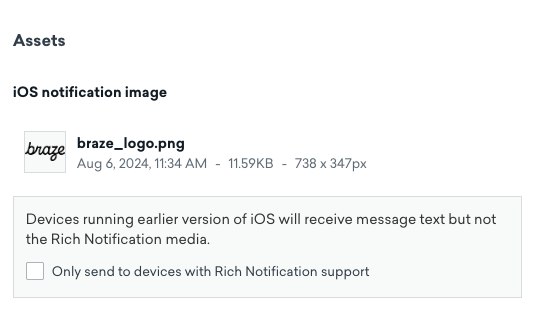 Assets
iOS notification image
braze
braze_logo.png
Aug 6, 2024, 11:34 AM - 11.59KB - 738 x 347px
Devices running earlier version of iOS will receive message text but not
the Rich Notification media.
Only send to devices with Rich Notification support